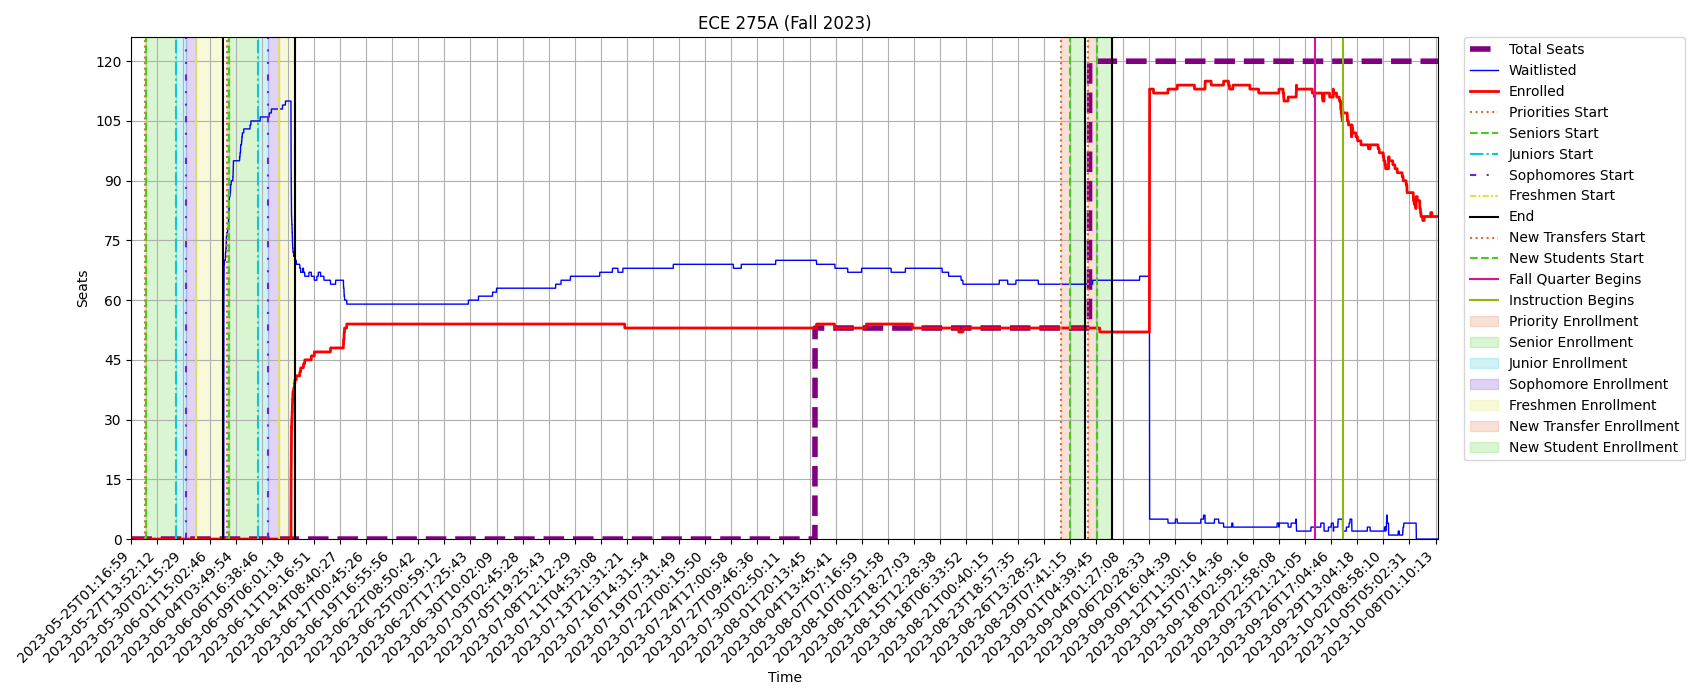 ECE 275A (Fall 2023)
Seats
120
105
90
75
60
45
30
15
0
2023-05-25T01:16:59
2023-05-27T13:52:12
2023-05-30T02:15:29
2023-06-01T15:02:46
2023-06-04T03:49:54
2023-06-06T16:38:46
2023-06-09T06:01:18
2023-06-11T19:16:51
2023-06-14T08:40:27
2023-06-17T00:45:26
2023-06-19T16:55:56
2023-06-22T08:50:42
2023-06-25T00:59:12
2023-06-27T17:25:43
2023-06-30T10:02:09
2023-07-03T02:45:28
2023-07-05T19:25:43
2023-07-08T12:12:29
2023-07-11T04:53:08
2023-07-13T21:31:21
2023-07-16T14:31:54
2023-07-19T07:31:49
2023-07-22T00:15:50
2023-07-24T17:00:58
2023-07-27T09:46:36
2023-07-30T02:50:11
2023-08-01T20:13:45
2023-08-04T13:45:41
2023-08-07T07:16:59
2023-08-10T00:51:58
2023-08-12T18:27:03
2023-08-15T12:28:38
2023-08-18T06:33:52
2023-08-21T00:40:15
2023-08-23T18:57:35
2023-08-26T13:28:52
2023-08-29T07:41:15
2023-09-01T04:39:45
2023-09-04T01:27:08
2023-09-06T20:28:33
2023-09-09T16:04:39
2023-09-12T11:30:16
2023-09-15T07:14:36
2023-09-18T02:59:16
2023-09-20T22:58:08
2023-09-23T21:21:05
2023-09-26T17:04:46
2023-09-29T13:04:18
2023-10-02T08:58:10
2023-10-05T05:02:31
2023-10-08T01:10:13
Time
Total Seats
Waitlisted
Enrolled
Priorities Start
Seniors Start
Juniors Start
Sophomores Start
Freshmen Start
End
New Transfers Start
New Students Start
Fall Quarter Begins
Instruction Begins
Priority Enrollment
Senior Enrollment
Junior Enrollment
Sophomore Enrollment
Freshmen Enrollment
New Transfer Enrollment
New Student Enrollment